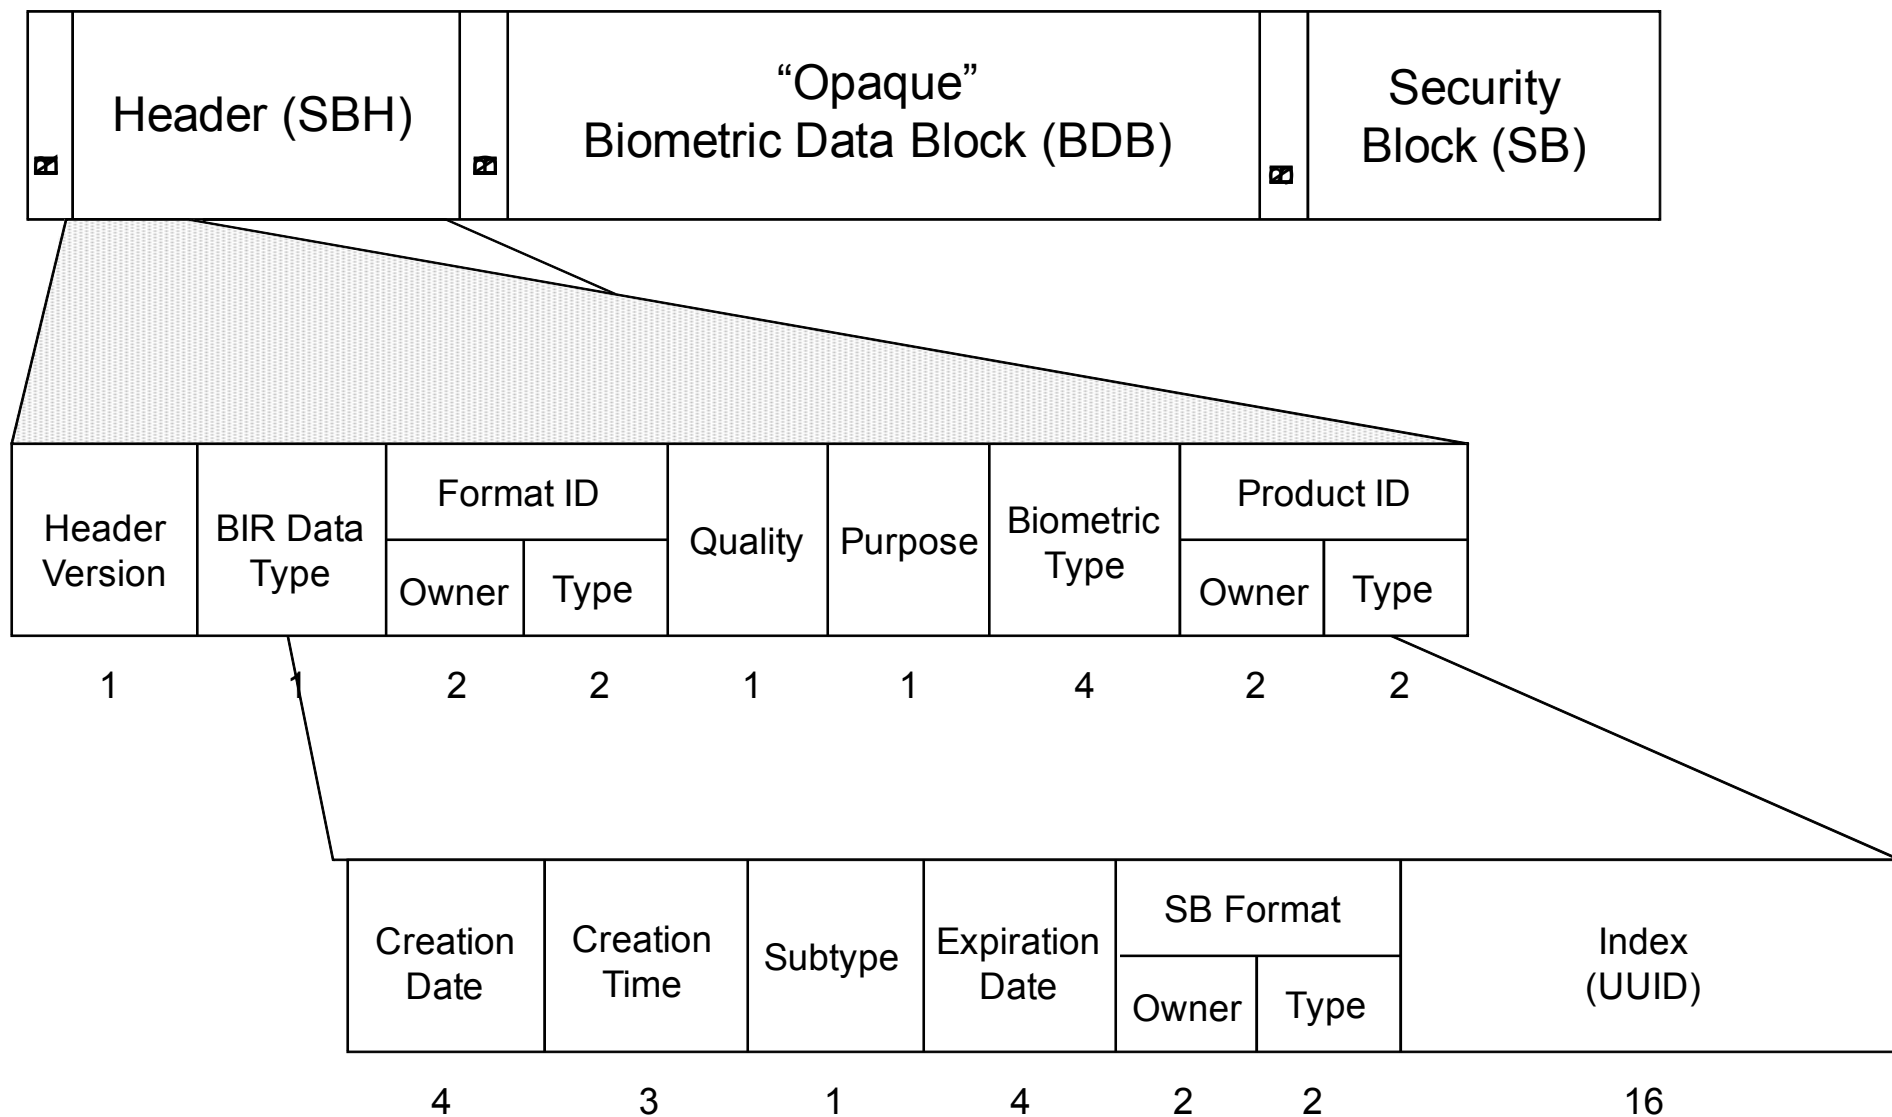 Header (SBH)
“Opaque”
Biometric Data Block (BDB)
Security
Block (SB)
Header
Version
BIR Data
Type
Format ID
Owner
Type
Quality
Purpose
Biometric
Type
Product ID
Owner
Type
1
1
2
2
1
1
4
2
2
Creation
Date
Creation
Time
Subtype
Expiration
Date
SB Format
Owner
Type
Index
(UUID)
4
3
1
4
2
2
16